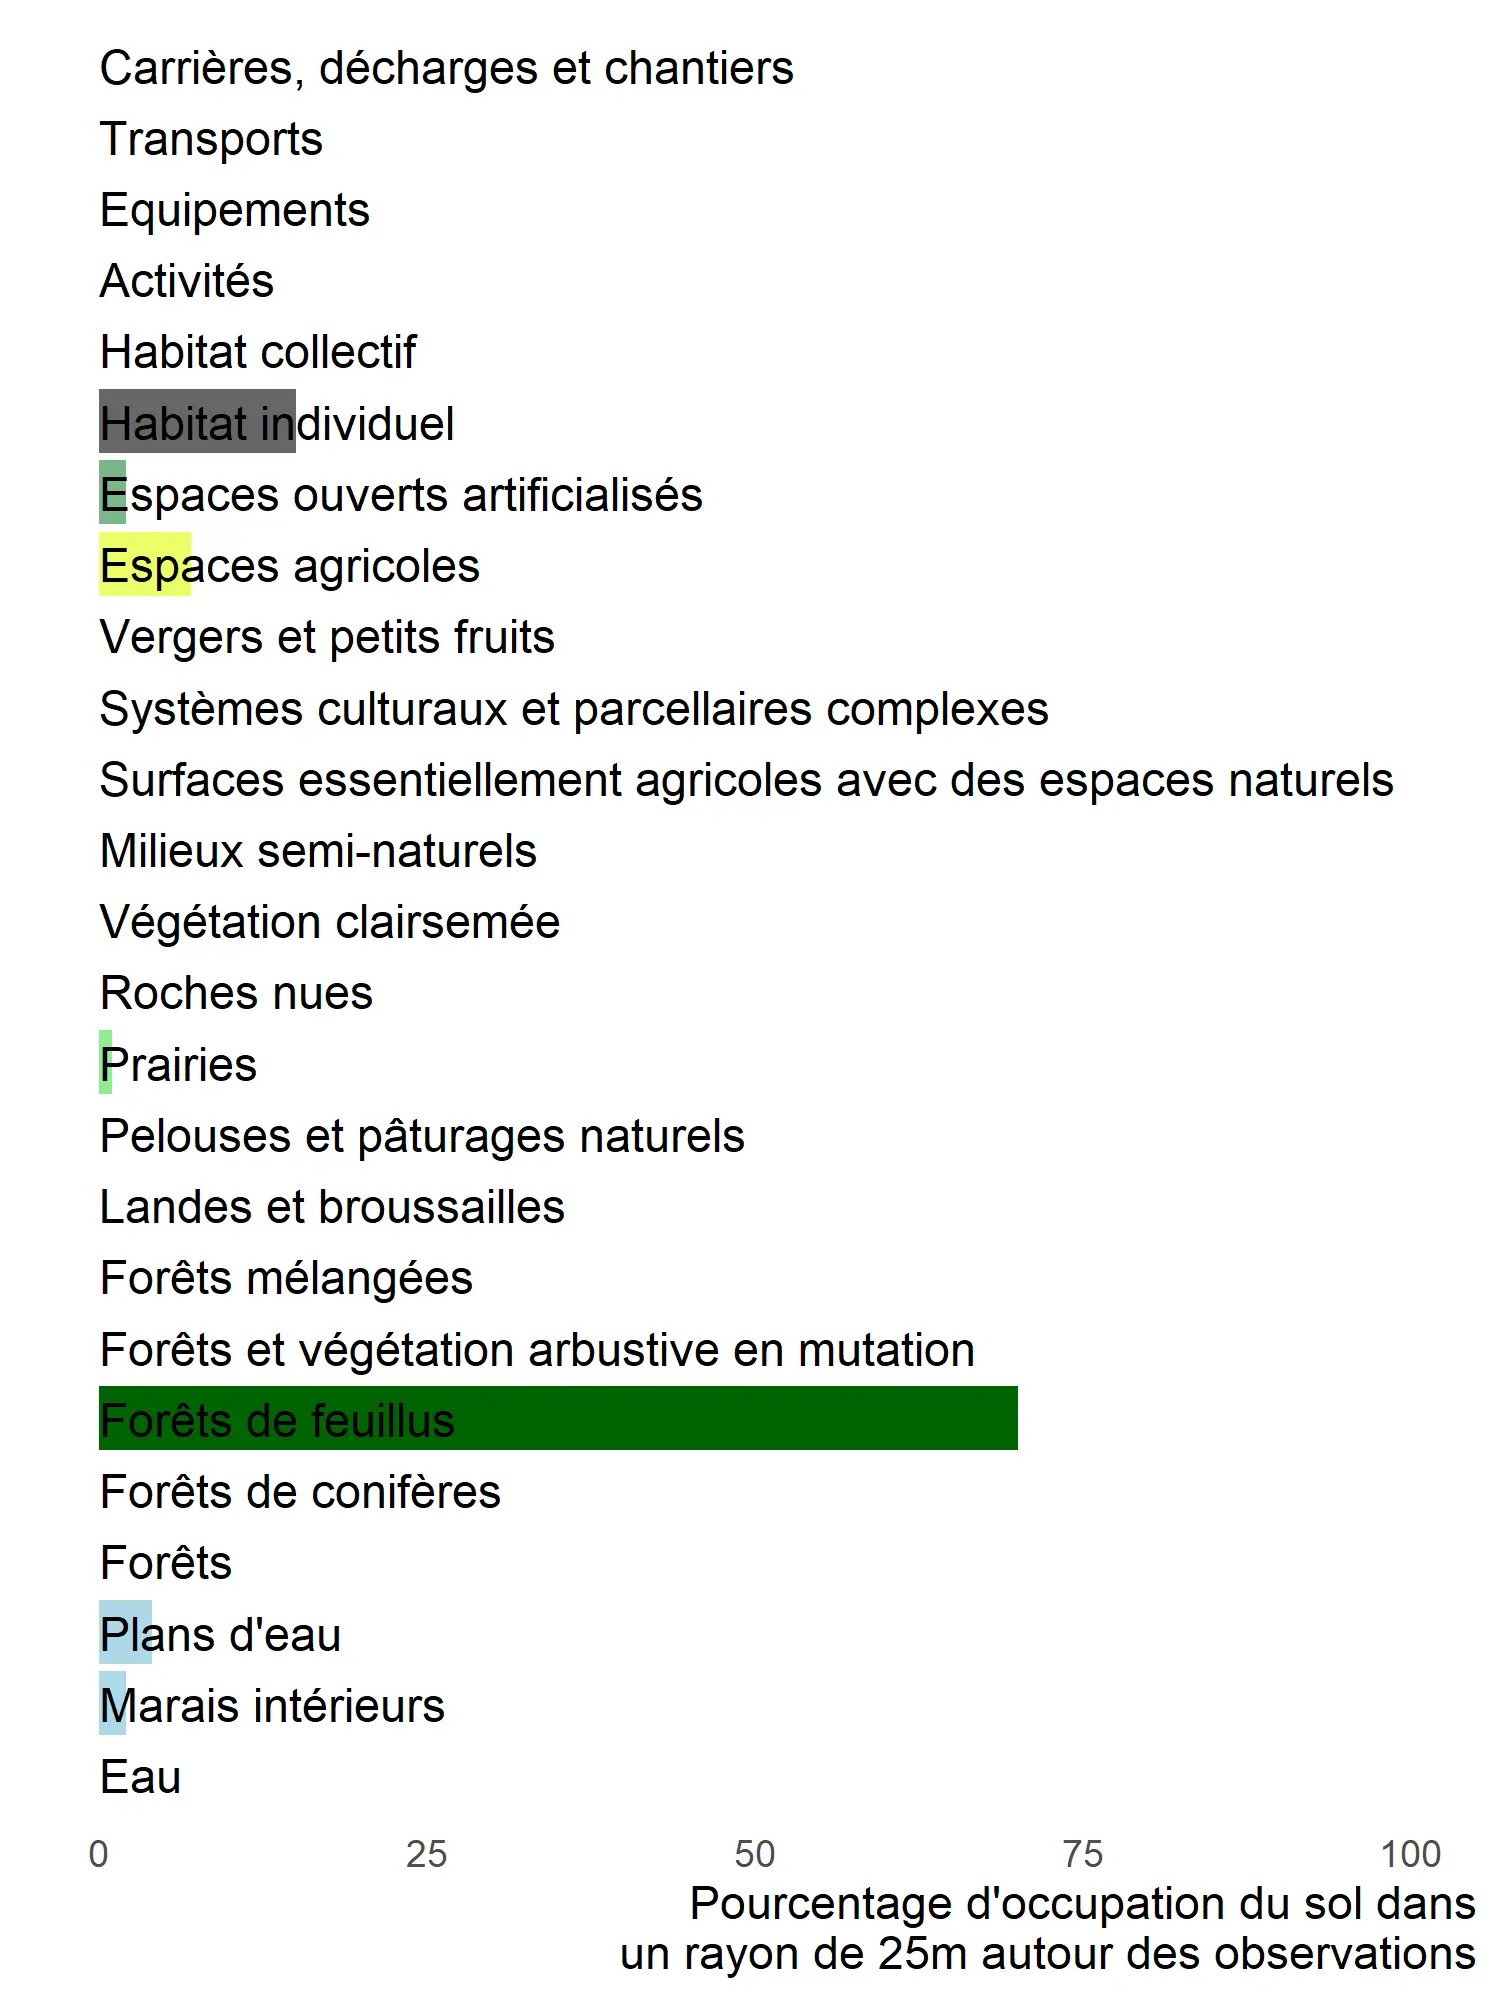 Carrières, décharges et chantiers
Transports
Equipements
Activités
Habitat collectif
Habitat individuel
Espaces ouverts artificialisés
Espaces agricoles
Vergers et petits fruits
Systèmes culturaux et parcellaires complexes
Surfaces essentiellement agricoles avec des espaces naturels
Milieux semi-naturels
Végétation clairsemée
Roches nues
Prairies
Pelouses et pâturages naturels
Landes et broussailles
Forêts mélangées
Forêts et végétation arbustive en mutation
Forêts de feuillus
Forêts de conifères
Forêts
Plans d'eau
Marais intérieurs
Eau
0 25 50 75 100
Pourcentage d'occupation du sol dans
un rayon de 25m autour des observations